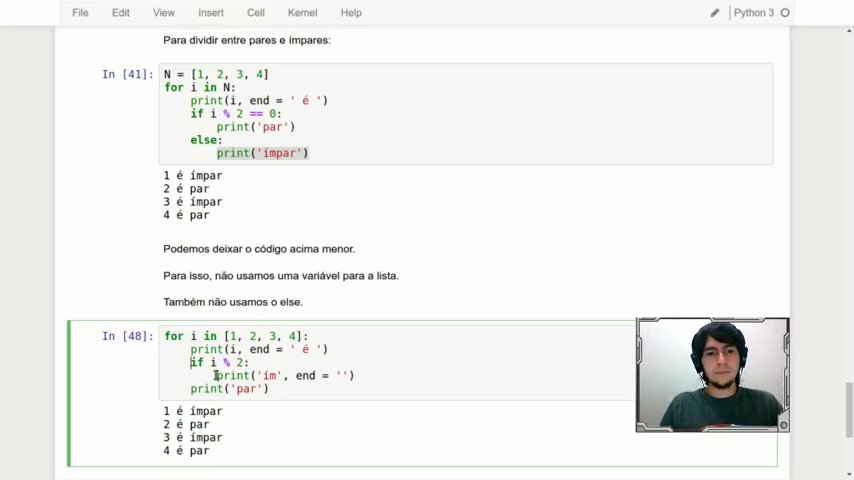 File Edit View Insert Cell Kernel Help Python 3
Para dividir entre pares e ímpares:
In [41]: N = [1, 2, 3, 4]
for i in N:
print(i, end = ' é ')
if i % 2 == 0:
print('par')
else:
print('ímpar')
1 é ímpar
2 é par
3 é ímpar
4 é par
Podemos deixar o código acima menor.
Para isso, não usamos uma variável para a lista.
Também não usamos o else.
In [48]: for i in [1, 2, 3, 4]:
print(i, end = ' é ')
if i % 2:
print('ím', end = '')
print('par')
1 é ímpar
2 é par
3 é ímpar
4 é par